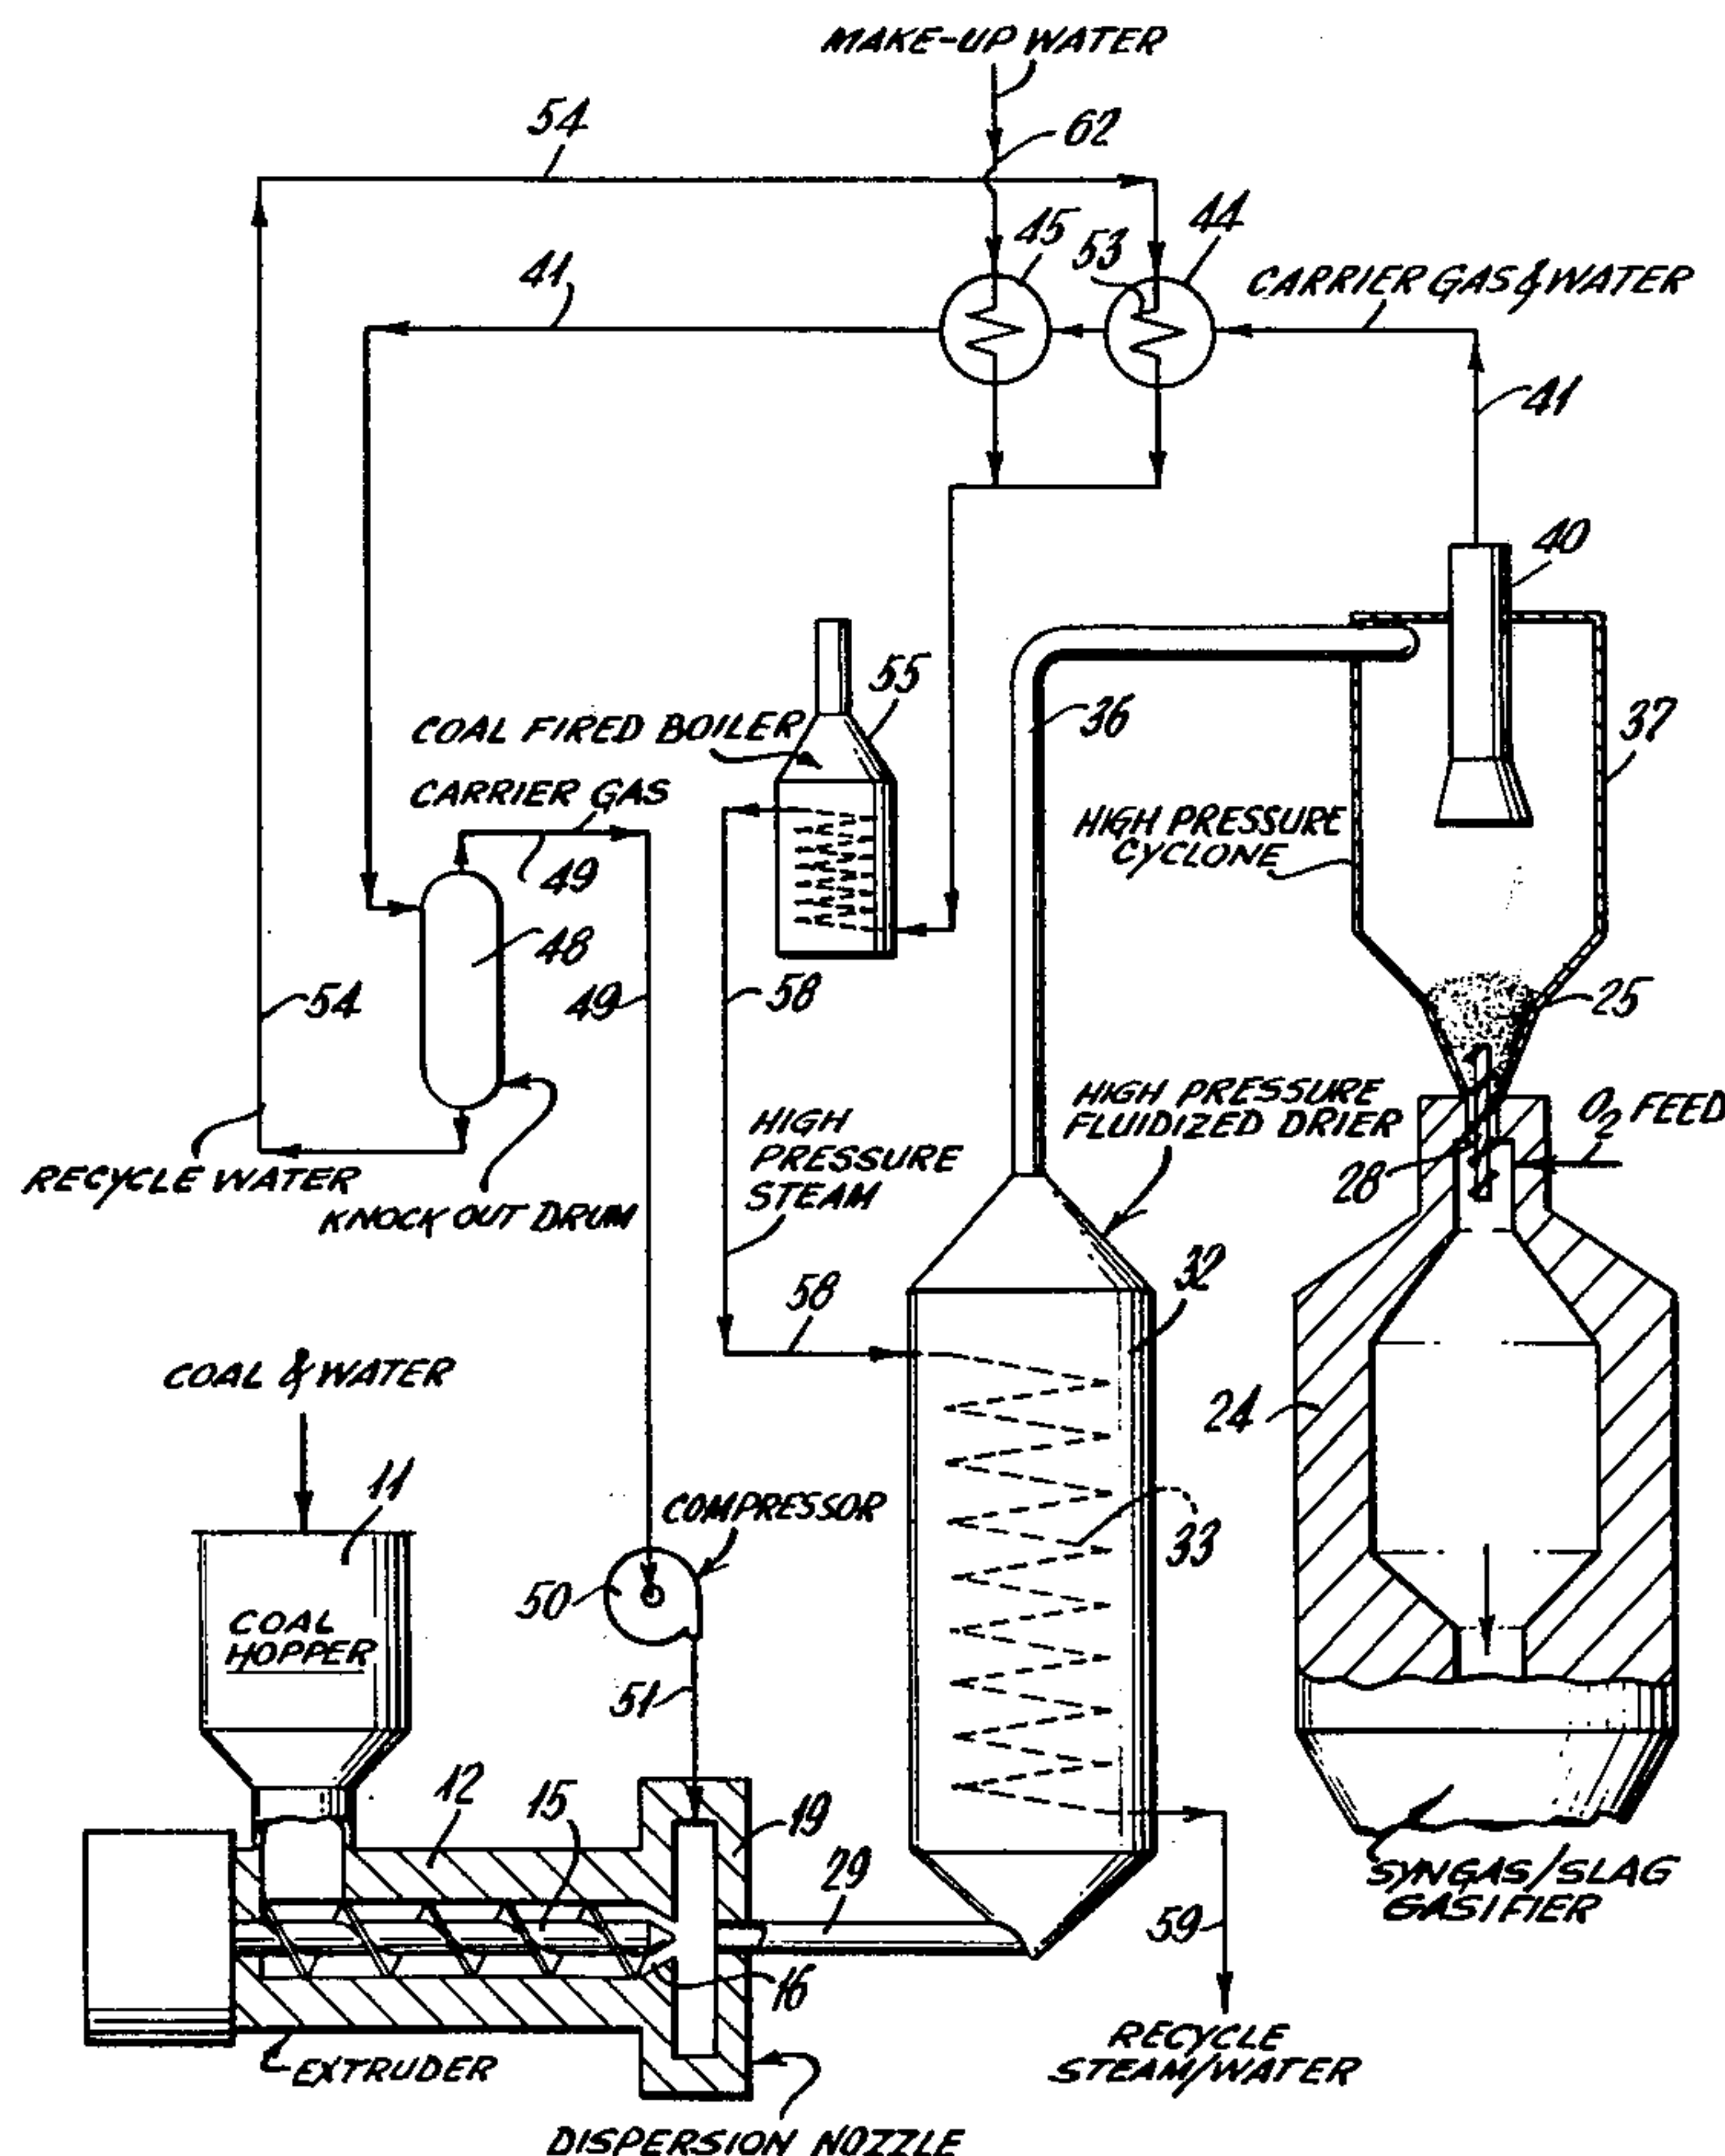 MAKE-UP WATER
54
62
45
53
44
41
CARRIER GAS & WATER
41
40
55
36
COAL FIRED BOILER
37
CARRIER GAS
HIGH PRESSURE
CYCLONE
49
48
49
58
25
54
HIGH PRESSURE
FLUIDIZED DRIER
O2 FEED
HIGH
PRESSURE
STEAM
28
RECYCLE WATER
KNOCK OUT DRUM
32
58
COAL & WATER
24
11
COMPRESSOR
33
50
COAL
HOPPER
51
12
15
19
29
SYNGAS/SLAG
GASIFIER
59
16
RECYCLE
STEAM/WATER
EXTRUDER
DISPERSION NOZZLE